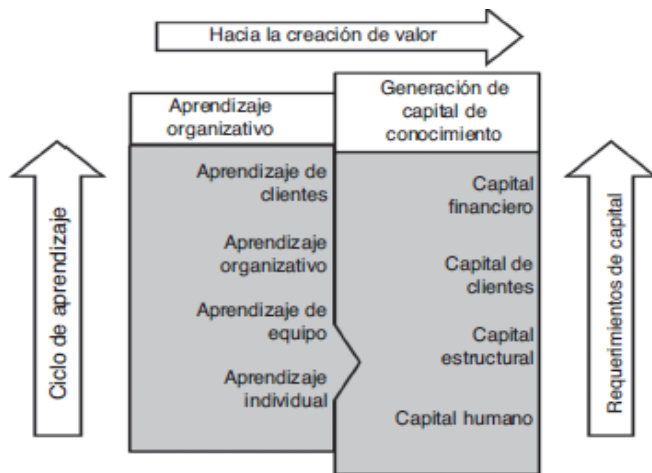 Hacia la creación de valor
Aprendizaje
organizativo
Generación de
capital de
conocimiento
Ciclo de aprendizaje
Aprendizaje de
clientes
Aprendizaje
organizativo
Aprendizaje de
equipo
Aprendizaje
individual
Capital
financiero
Capital de
clientes
Capital
estructural
Capital humano
Requerimientos de capital